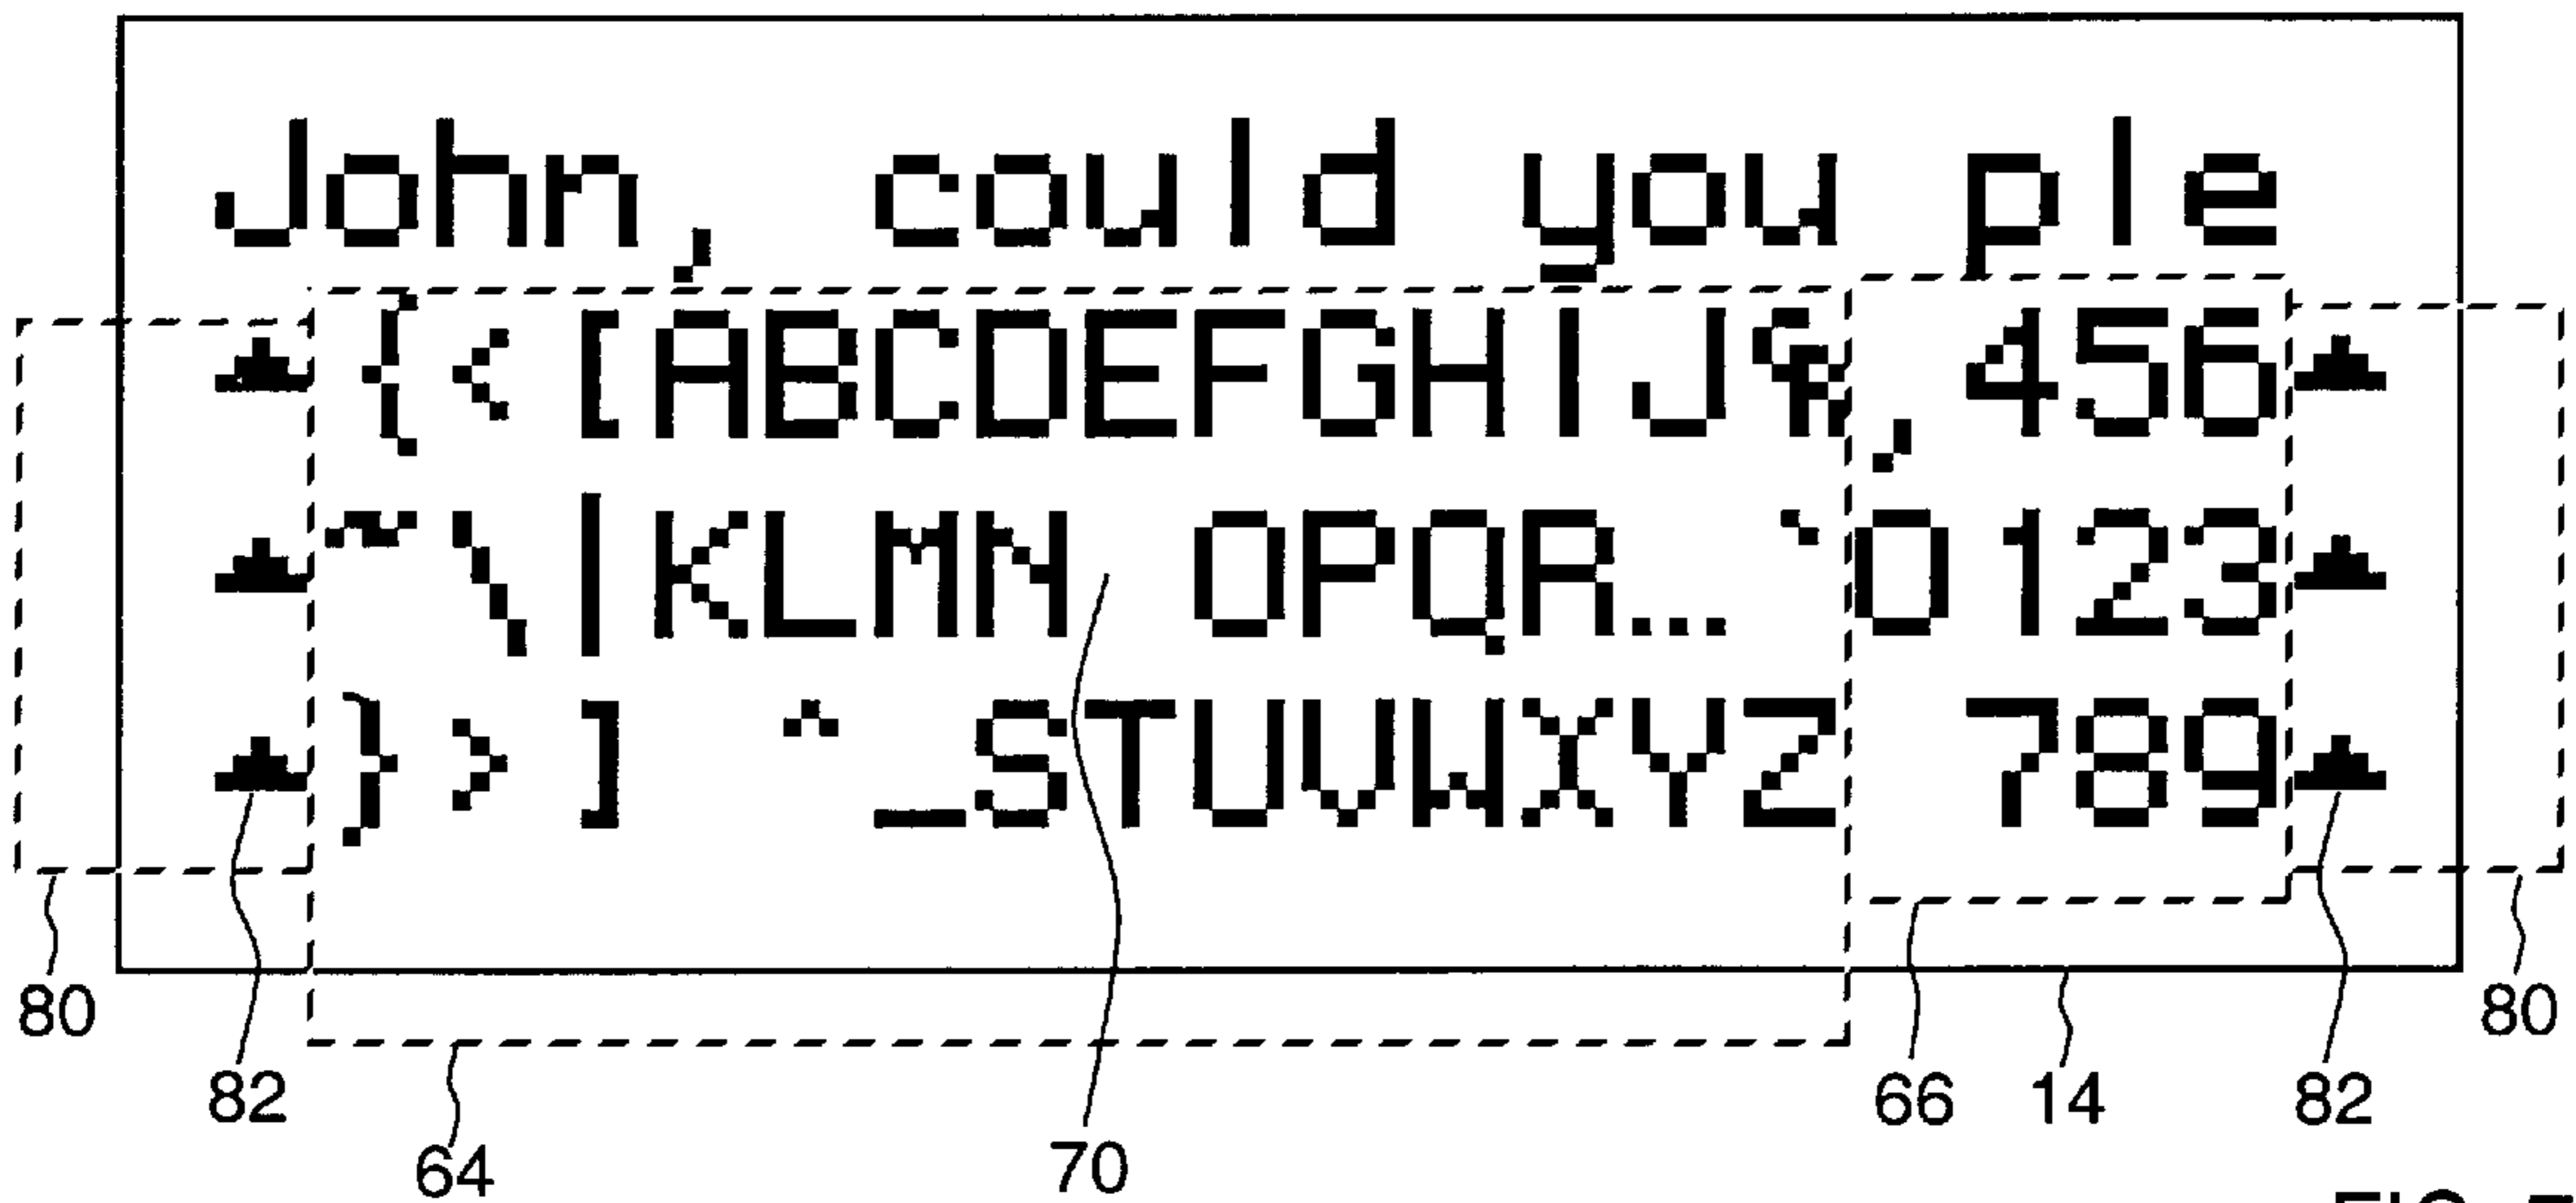 John, could you ple
{ < [ABCDEFGHIJ , 456
~ \ | KLMN OPQR... ` 0123
} > ] ^ _STUVWXYZ 789
80 80
82 66 14 82
64 70